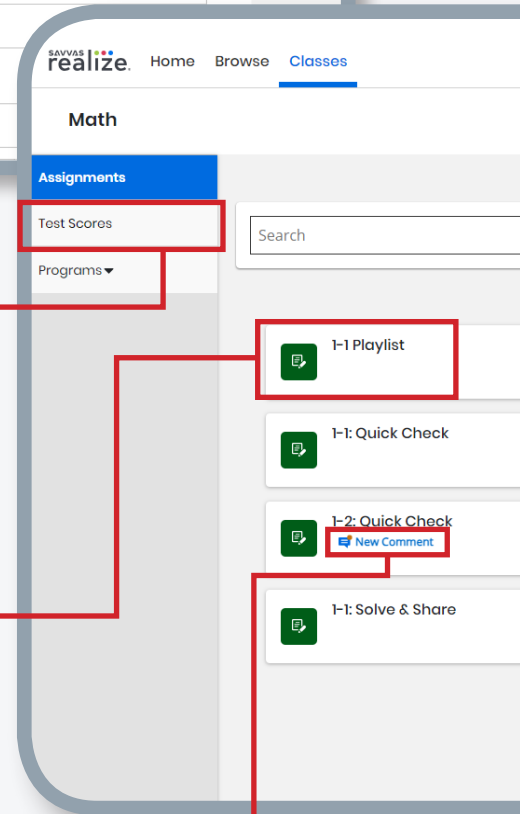 SAVVAS
realize.
Home Browse Classes
Math
Assignments
Test Scores
Search
Programs
1-1 Playlist
1-1: Quick Check
1-2: Quick Check
New Comment
1-1: Solve & Share